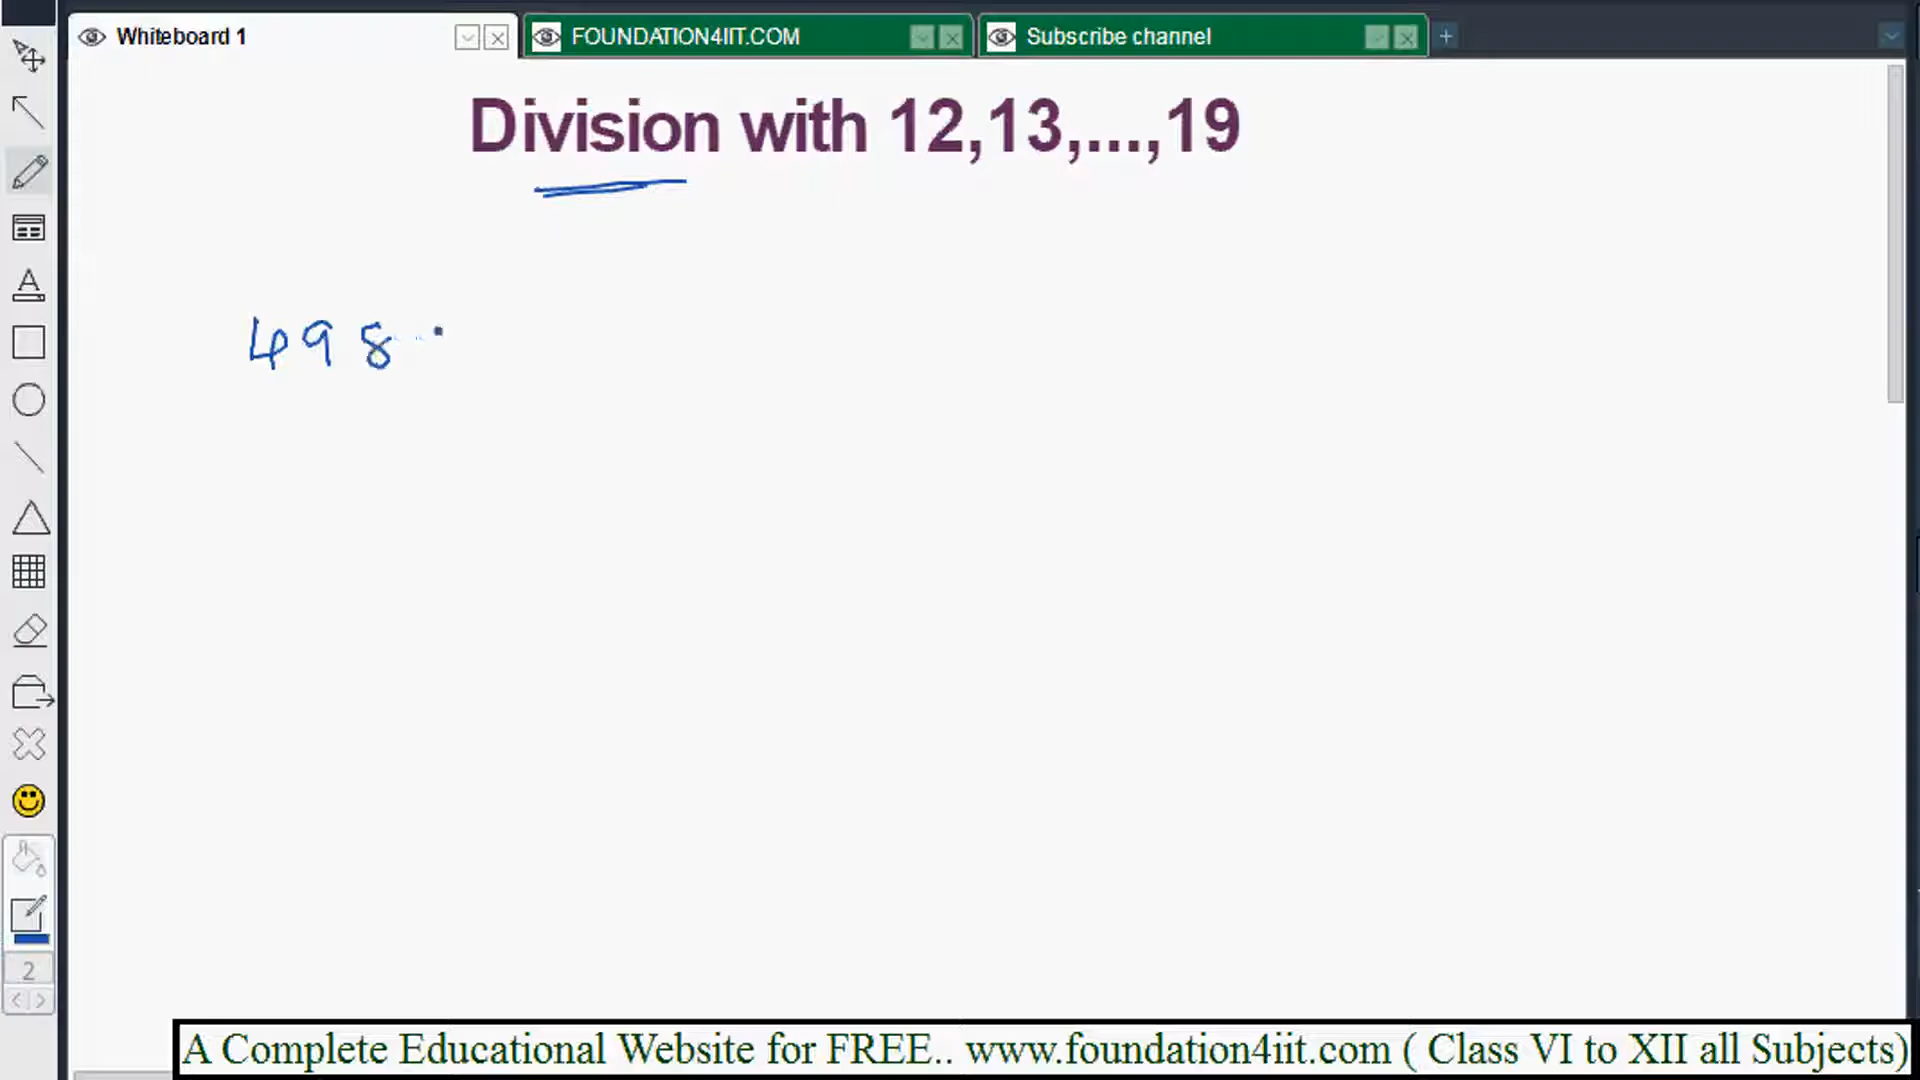 Whiteboard 1 FOUNDATION4IIT.COM Subscribe channel
Division with 12,13,...,19
498
2
A Complete Educational Website for FREE.. www.foundation4iit.com ( Class VI to XII all Subjects)